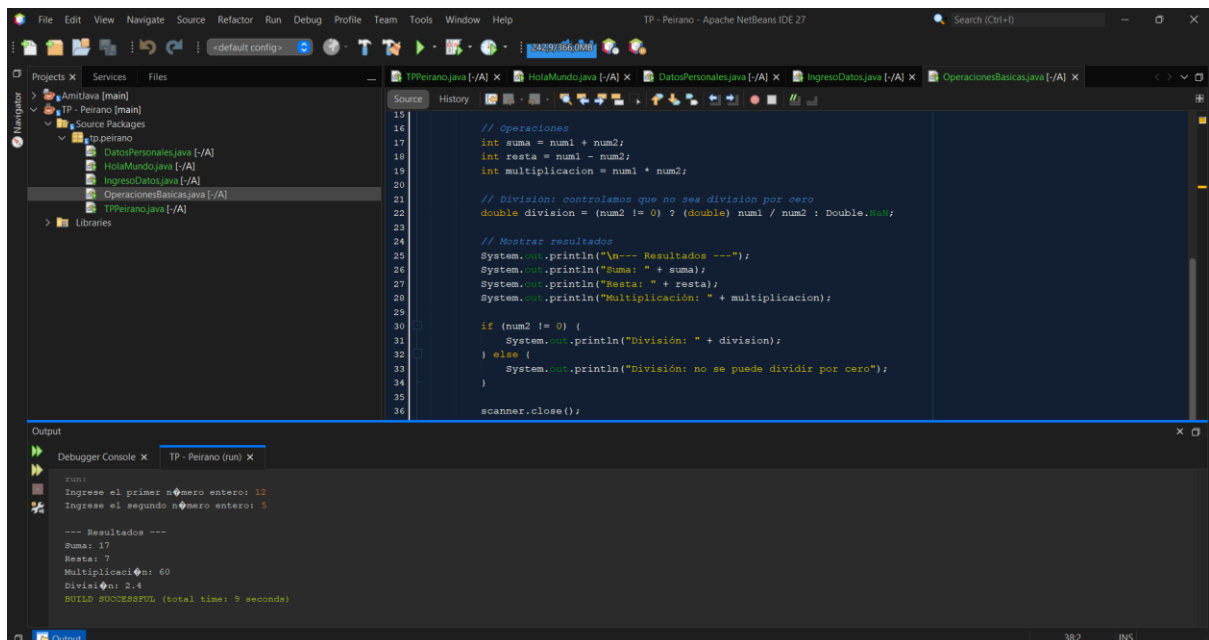 File Edit View Navigate Source Refactor Run Debug Profile Team Tools Window Help TP - Peirano - Apache NetBeans IDE 27 Search (Ctrl+I)
<default config> 242,9/366,0MB
Projects Services Files
TPPeirano.java [-/A] HolaMundo.java [-/A] DatosPersonales.java [-/A] IngresoDatos.java [-/A] OperacionesBasicas.java [-/A]
Navigator
AmitJava [main]
TP - Peirano [main]
Source Packages
tp.peirano
DatosPersonales.java [-/A]
HolaMundo.java [-/A]
IngresoDatos.java [-/A]
OperacionesBasicas.java [-/A]
TPPeirano.java [-/A]
Libraries
Source History
15
16 // Operaciones
17 int suma = num1 + num2;
18 int resta = num1 - num2;
19 int multiplicacion = num1 * num2;
20
21 // División: controlamos que no sea división por cero
22 double division = (num2 != 0) ? (double) num1 / num2 : Double.NaN;
23
24 // Mostrar resultados
25 System.out.println("\n--- Resultados ---");
26 System.out.println("Suma: " + suma);
27 System.out.println("Resta: " + resta);
28 System.out.println("Multiplicación: " + multiplicacion);
29
30 if (num2 != 0) {
31 System.out.println("División: " + division);
32 } else {
33 System.out.println("División: no se puede dividir por cero");
34 }
35
36 scanner.close();
Output
Debugger Console TP - Peirano (run)
run:
Ingrese el primer n�mero entero: 12
Ingrese el segundo n�mero entero: 5
--- Resultados ---
Suma: 17
Resta: 7
Multiplicaci�n: 60
Divisi�n: 2.4
BUILD SUCCESSFUL (total time: 9 seconds)
Output 38:2 INS